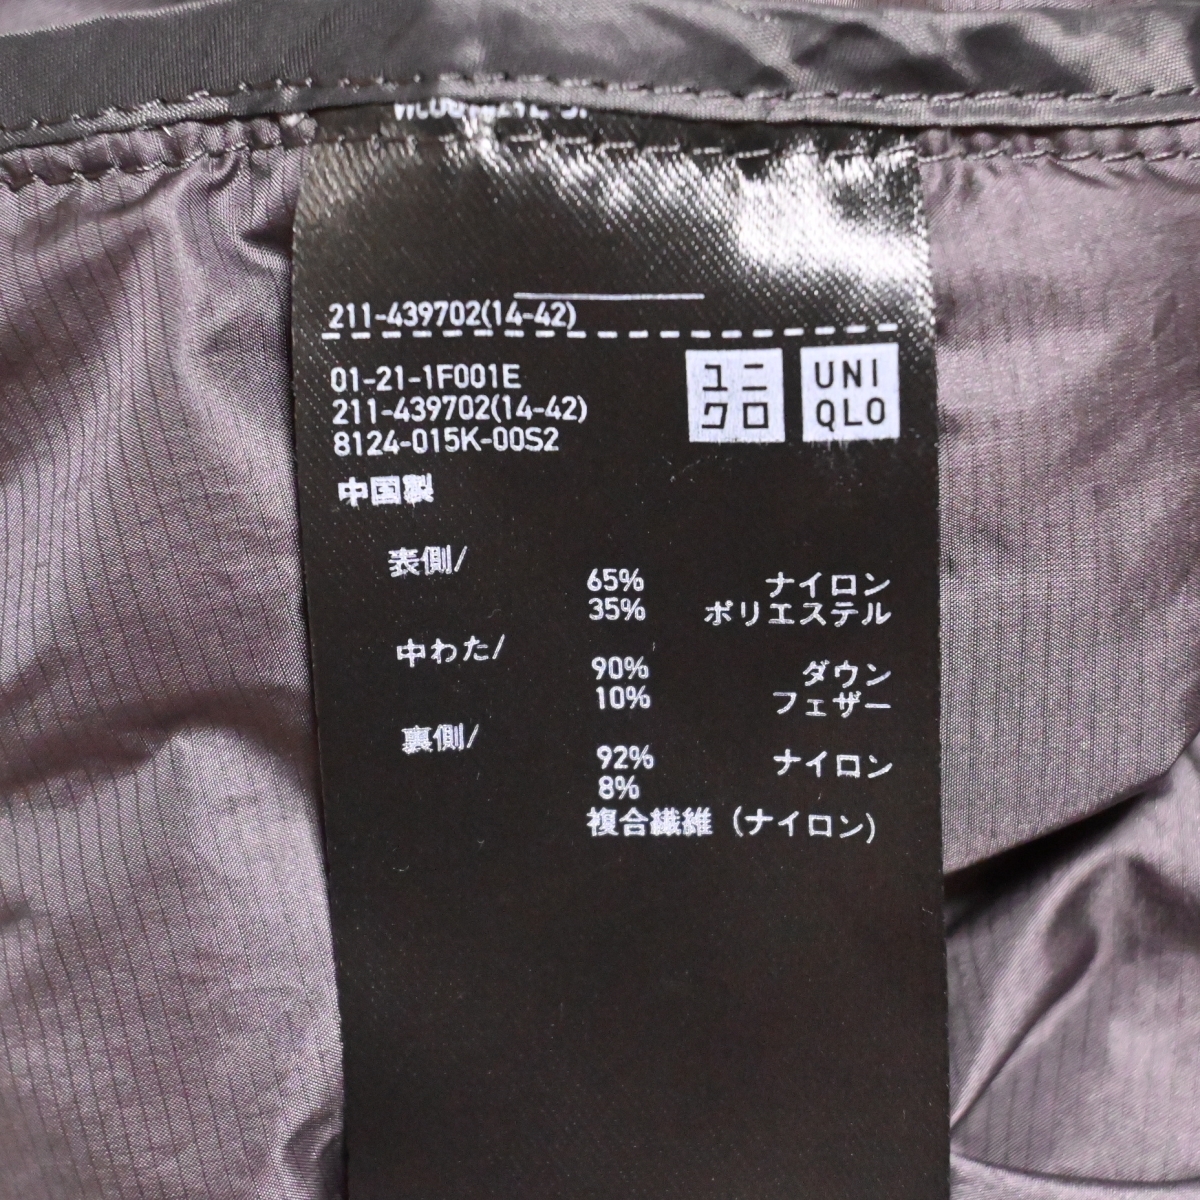 211-439702(14-42)
01-21-1F001E
211-439702(14-42)
8124-015K-00S2
ユニ
クロ
UNI
QLO
中国製
表側/
65% ナイロン
35% ポリエステル
中わた/
90% ダウン
10% フェザー
裏側/
92% ナイロン
8%
複合繊維（ナイロン）